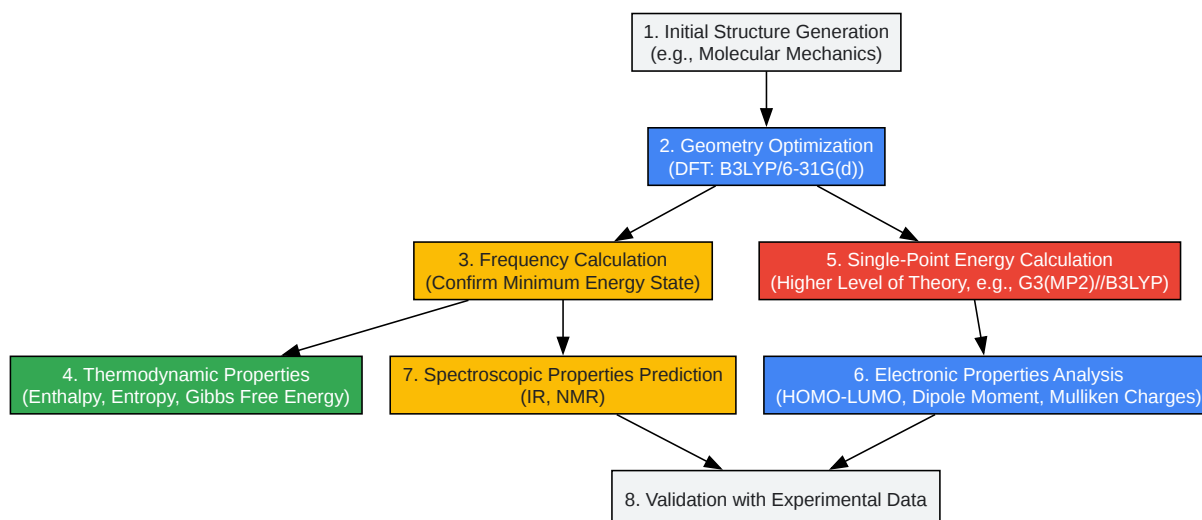 1. Initial Structure Generation
(e.g., Molecular Mechanics)
2. Geometry Optimization
(DFT: B3LYP/6-31G(d))
3. Frequency Calculation
(Confirm Minimum Energy State)
5. Single-Point Energy Calculation
(Higher Level of Theory, e.g., G3(MP2)//B3LYP)
4. Thermodynamic Properties
(Enthalpy, Entropy, Gibbs Free Energy)
7. Spectroscopic Properties Prediction
(IR, NMR)
6. Electronic Properties Analysis
(HOMO-LUMO, Dipole Moment, Mulliken Charges)
8. Validation with Experimental Data